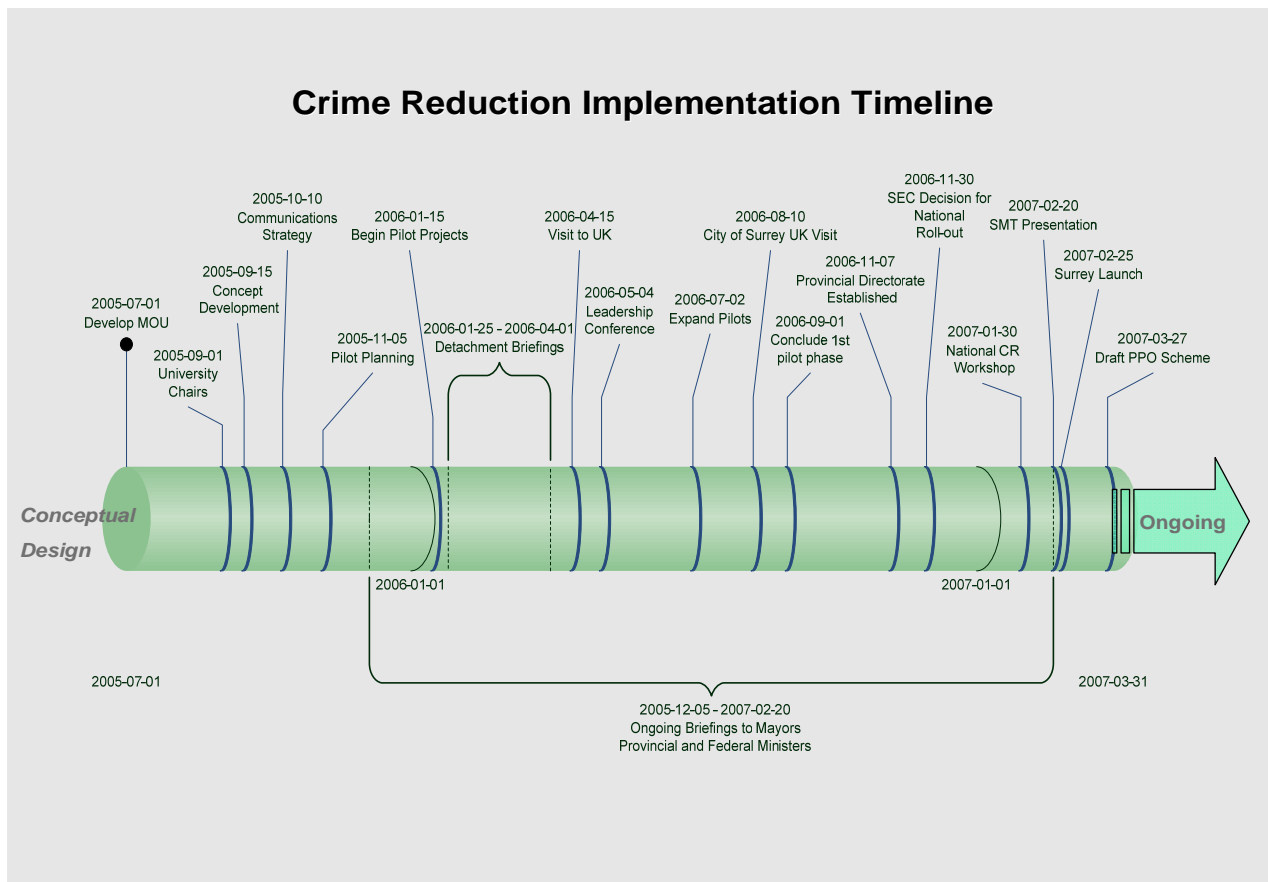 Crime Reduction Implementation Timeline
2005-07-01
Develop MOU
2005-09-01
University
Chairs
2005-09-15
Concept
Development
2005-10-10
Communications
Strategy
2005-11-05
Pilot Planning
2006-01-15
Begin Pilot Projects
2006-01-25 - 2006-04-01
Detachment Briefings
2006-04-15
Visit to UK
2006-05-04
Leadership
Conference
2006-07-02
Expand Pilots
2006-08-10
City of Surrey UK Visit
2006-09-01
Conclude 1st
pilot phase
2006-11-07
Provincial Directorate
Established
2006-11-30
SEC Decision for
National
Roll-out
2007-01-30
National CR
Workshop
2007-02-20
SMT Presentation
2007-02-25
Surrey Launch
2007-03-27
Draft PPO Scheme
Conceptual
Design
Ongoing
2006-01-01
2007-01-01
2005-07-01
2007-03-31
2005-12-05 - 2007-02-20
Ongoing Briefings to Mayors
Provincial and Federal Ministers